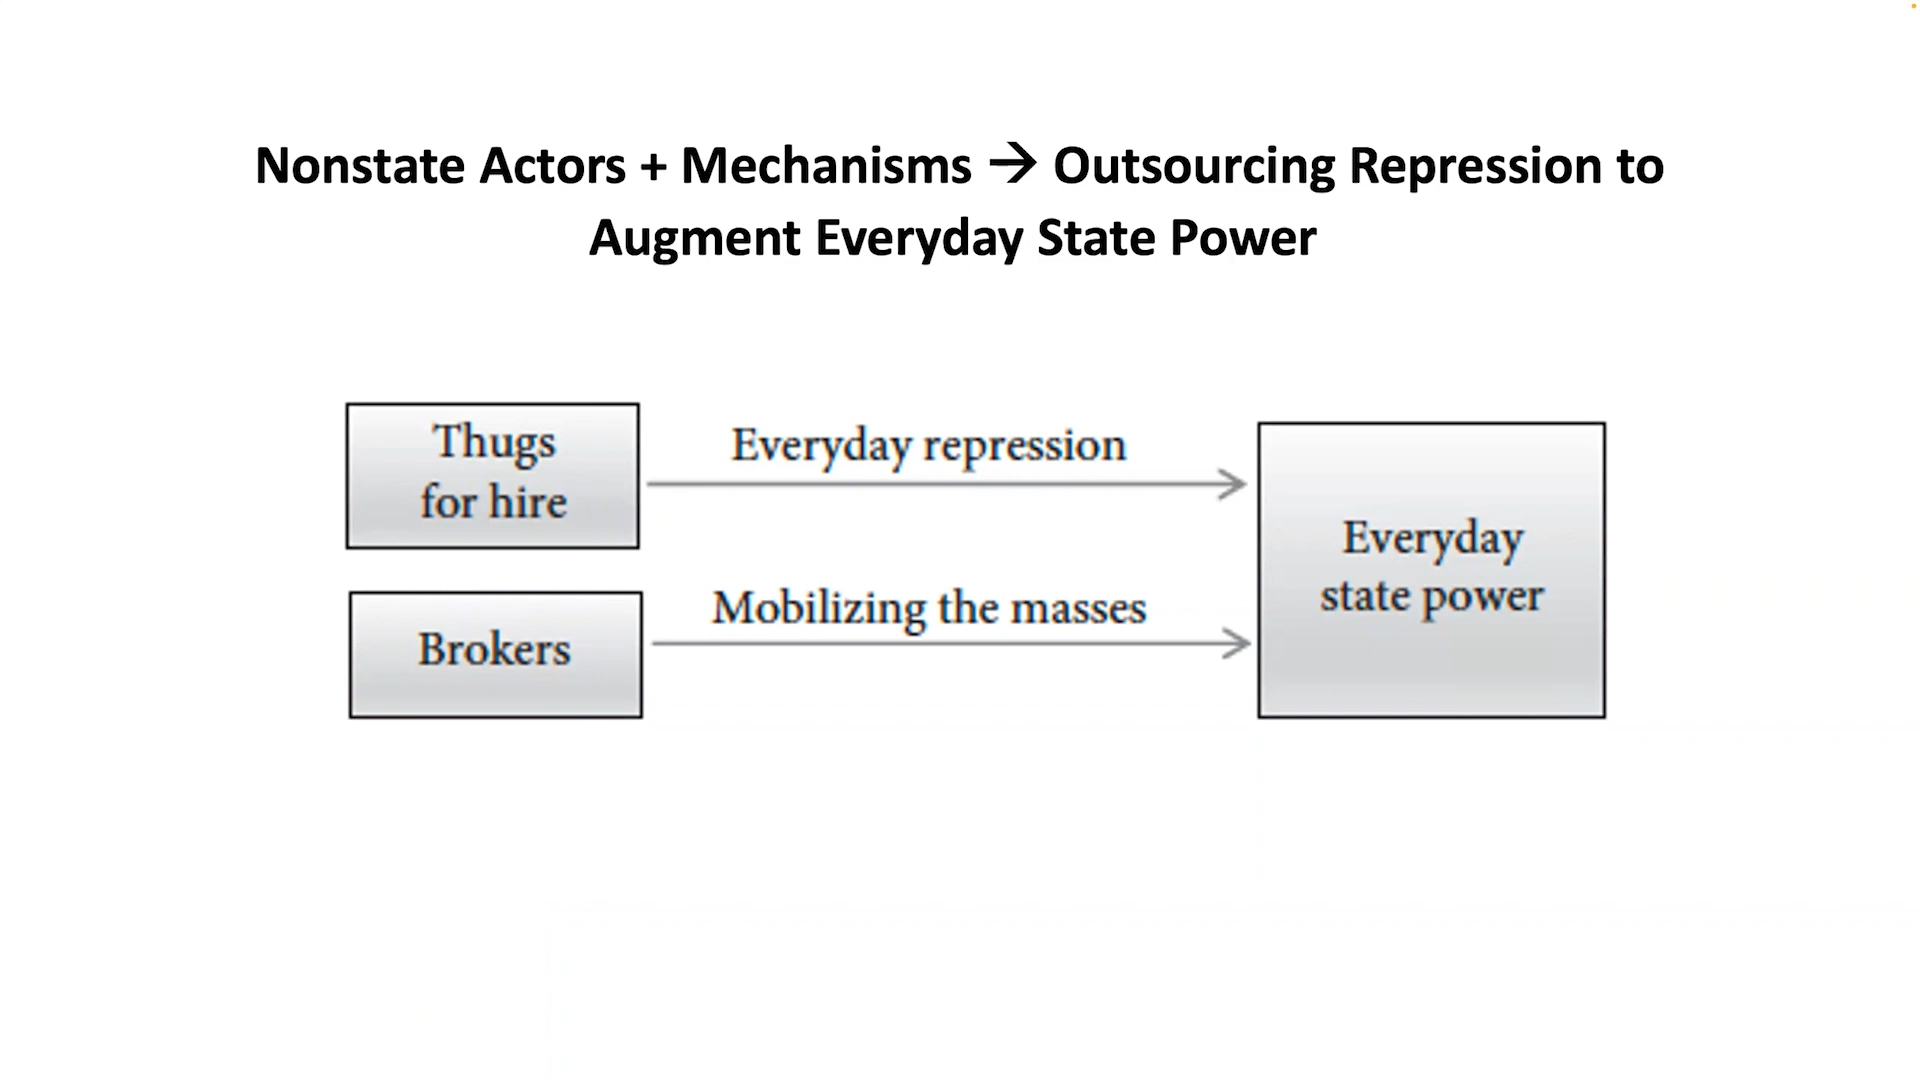 Nonstate Actors + Mechanisms → Outsourcing Repression to
Augment Everyday State Power
Thugs
for hire
Everyday repression
Brokers
Mobilizing the masses
Everyday
state power